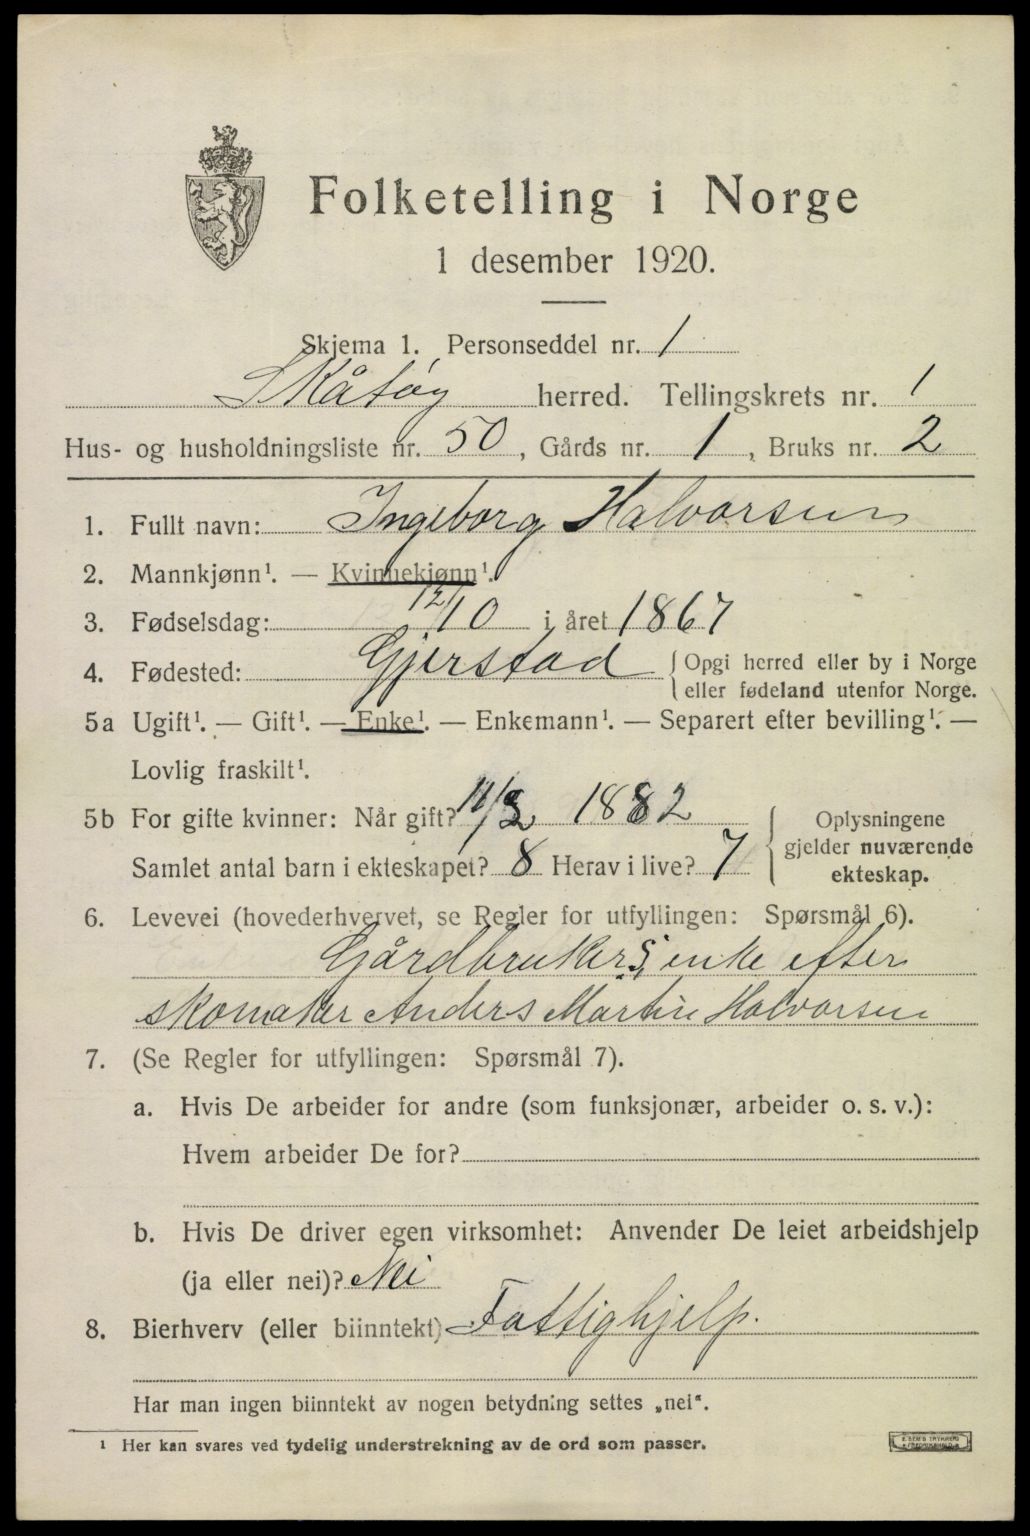 Folketelling i Norge
1 desember 1920.
Skjema 1. Personseddel nr. 1
Skåtøy herred. Tellingskrets nr. 1
Hus- og husholdningsliste nr. 50, Gårds nr. 1, Bruks nr. 2
1. Fullt navn: Ingeborg Halvorsen
2. Mannkjønn¹. — Kvinnekjønn¹.
3. Fødselsdag: 12/10 i året 1867
4. Fødested: Gjerstad { Opgi herred eller by i Norge
eller fødeland utenfor Norge.
5a Ugift¹. — Gift¹. — Enke¹. — Enkemann¹. — Separert efter bevilling¹. —
Lovlig fraskilt¹.
5b For gifte kvinner: Når gift? 1882
Samlet antal barn i ekteskapet? 8 Herav i live? 7
Oplysningene
gjelder nuværende
ekteskap.
6. Levevei (hovederhvervet, se Regler for utfyllingen: Spørsmål 6).
Gårdbruker; enke efter
skomaker Anders Martin Halvorsen
7. (Se Regler for utfyllingen: Spørsmål 7).
a. Hvis De arbeider for andre (som funksjonær, arbeider o. s. v.):
Hvem arbeider De for?
b. Hvis De driver egen virksomhet: Anvender De leiet arbeidshjelp
(ja eller nei)? Nei
8. Bierhverv (eller biinntekt) Fattighjelp.
Har man ingen biinntekt av nogen betydning settes „nei“.
¹ Her kan svares ved tydelig understrekning av de ord som passer.